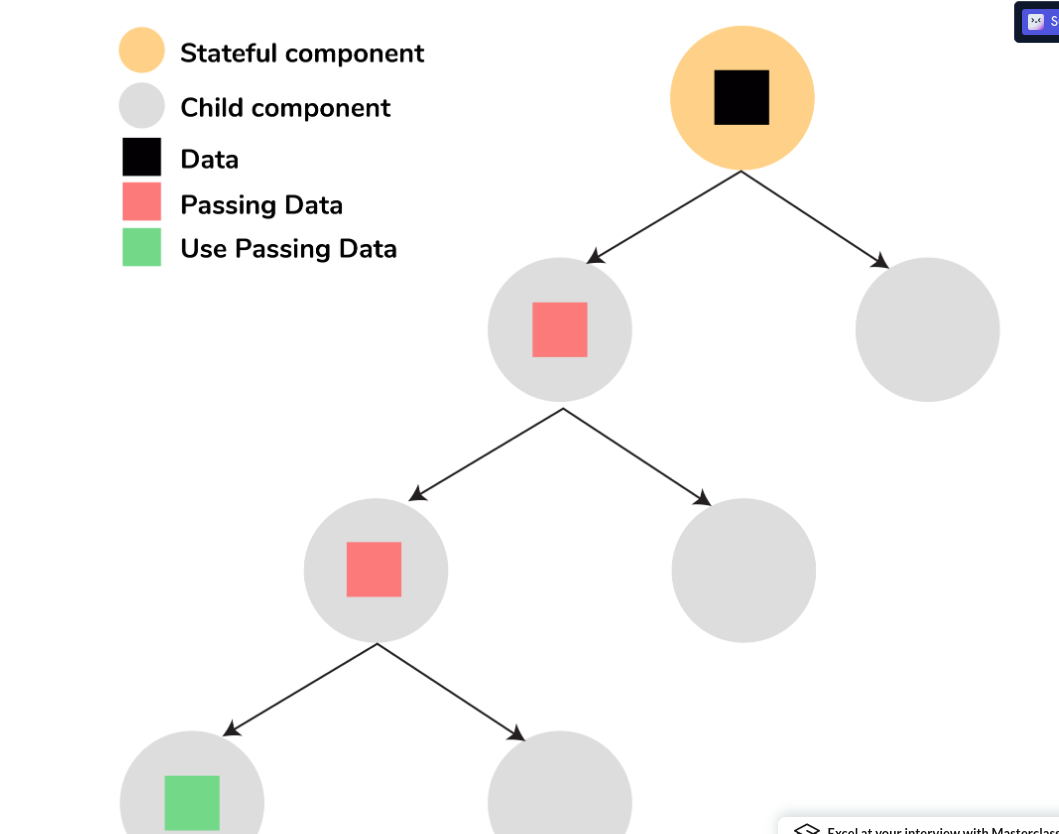 Stateful component
Child component
Data
Passing Data
Use Passing Data
S
Excel at your interview with Masterclass